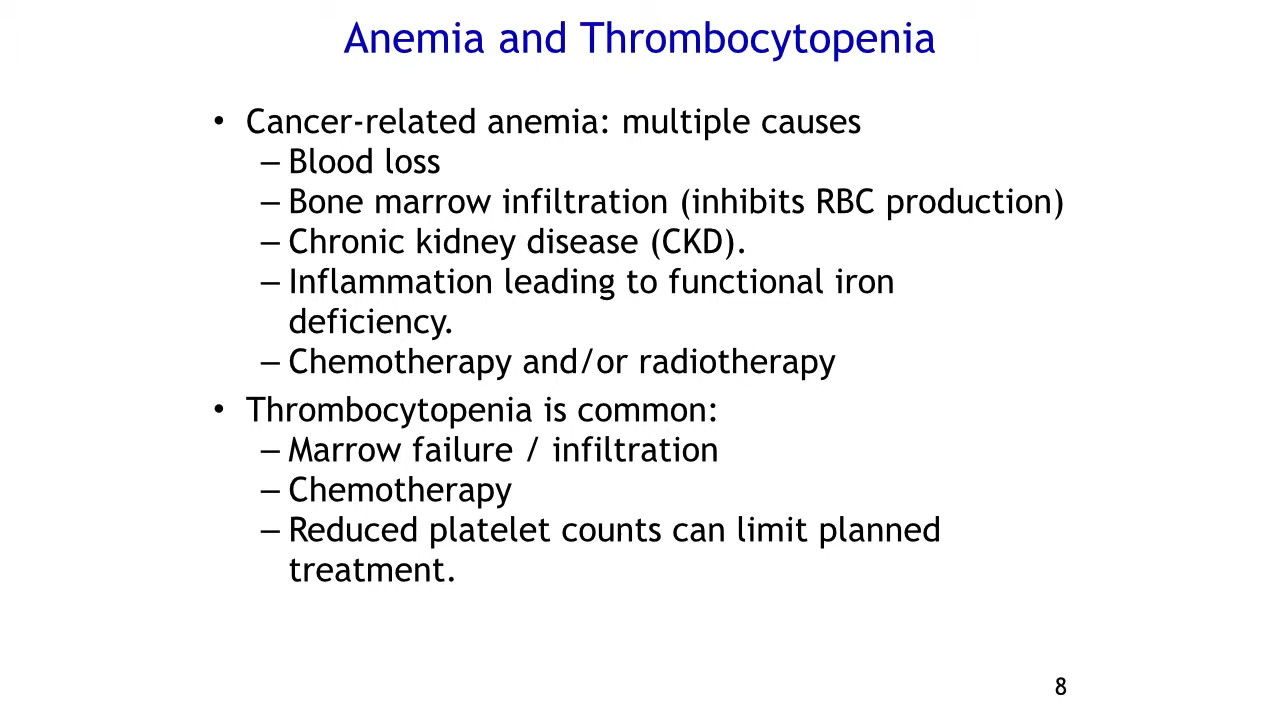 Anemia and Thrombocytopenia
• Cancer-related anemia: multiple causes
– Blood loss
– Bone marrow infiltration (inhibits RBC production)
– Chronic kidney disease (CKD).
– Inflammation leading to functional iron
deficiency.
– Chemotherapy and/or radiotherapy
• Thrombocytopenia is common:
– Marrow failure / infiltration
– Chemotherapy
– Reduced platelet counts can limit planned
treatment.
8